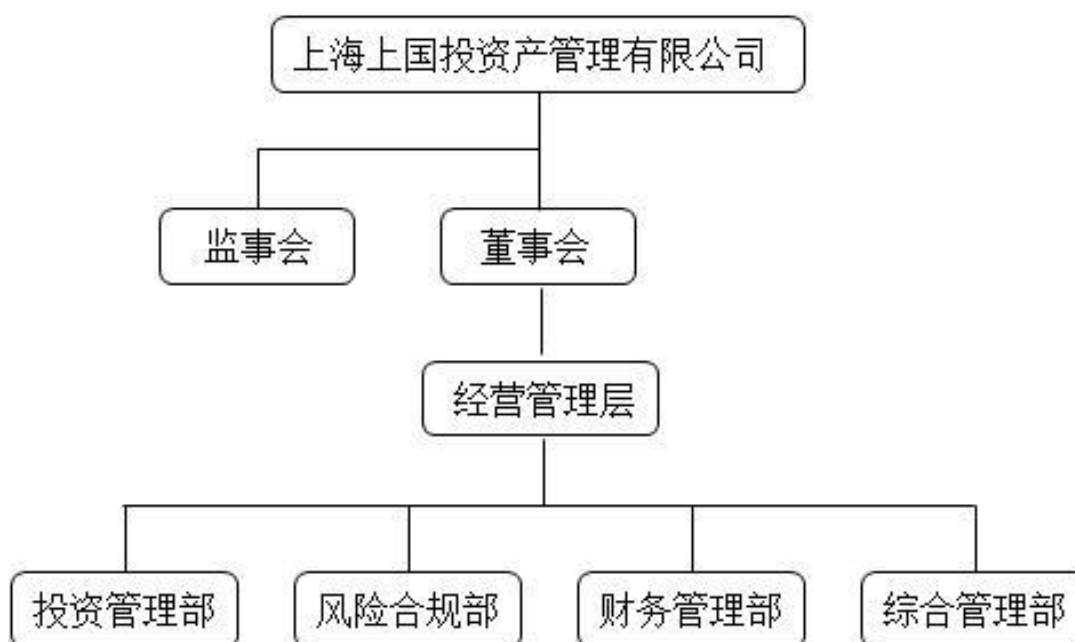 上海上国投资产管理有限公司
监事会
董事会
经营管理层
投资管理部
风险合规部
财务管理部
综合管理部